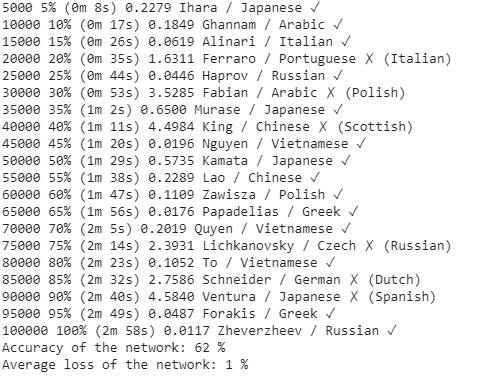 5000 5% (0m 8s) 0.2279 Ihara / Japanese ✓
10000 10% (0m 17s) 0.1849 Ghannam / Arabic ✓
15000 15% (0m 26s) 0.0619 Alinari / Italian ✓
20000 20% (0m 35s) 1.6311 Ferraro / Portuguese ✗ (Italian)
25000 25% (0m 44s) 0.0446 Haprov / Russian ✓
30000 30% (0m 53s) 3.5285 Fabian / Arabic ✗ (Polish)
35000 35% (1m 2s) 0.6500 Murase / Japanese ✓
40000 40% (1m 11s) 4.4984 King / Chinese ✗ (Scottish)
45000 45% (1m 20s) 0.0196 Nguyen / Vietnamese ✓
50000 50% (1m 29s) 0.5735 Kamata / Japanese ✓
55000 55% (1m 38s) 0.2289 Lao / Chinese ✓
60000 60% (1m 47s) 0.1109 Zawisza / Polish ✓
65000 65% (1m 56s) 0.0176 Papadelias / Greek ✓
70000 70% (2m 5s) 0.2019 Quyen / Vietnamese ✓
75000 75% (2m 14s) 2.3931 Lichkanovsky / Czech ✗ (Russian)
80000 80% (2m 23s) 0.1052 To / Vietnamese ✓
85000 85% (2m 32s) 2.7586 Schneider / German ✗ (Dutch)
90000 90% (2m 40s) 4.5840 Ventura / Japanese ✗ (Spanish)
95000 95% (2m 49s) 0.0487 Forakis / Greek ✓
100000 100% (2m 58s) 0.0117 Zheverzheev / Russian ✓
Accuracy of the network: 62 %
Average loss of the network: 1 %